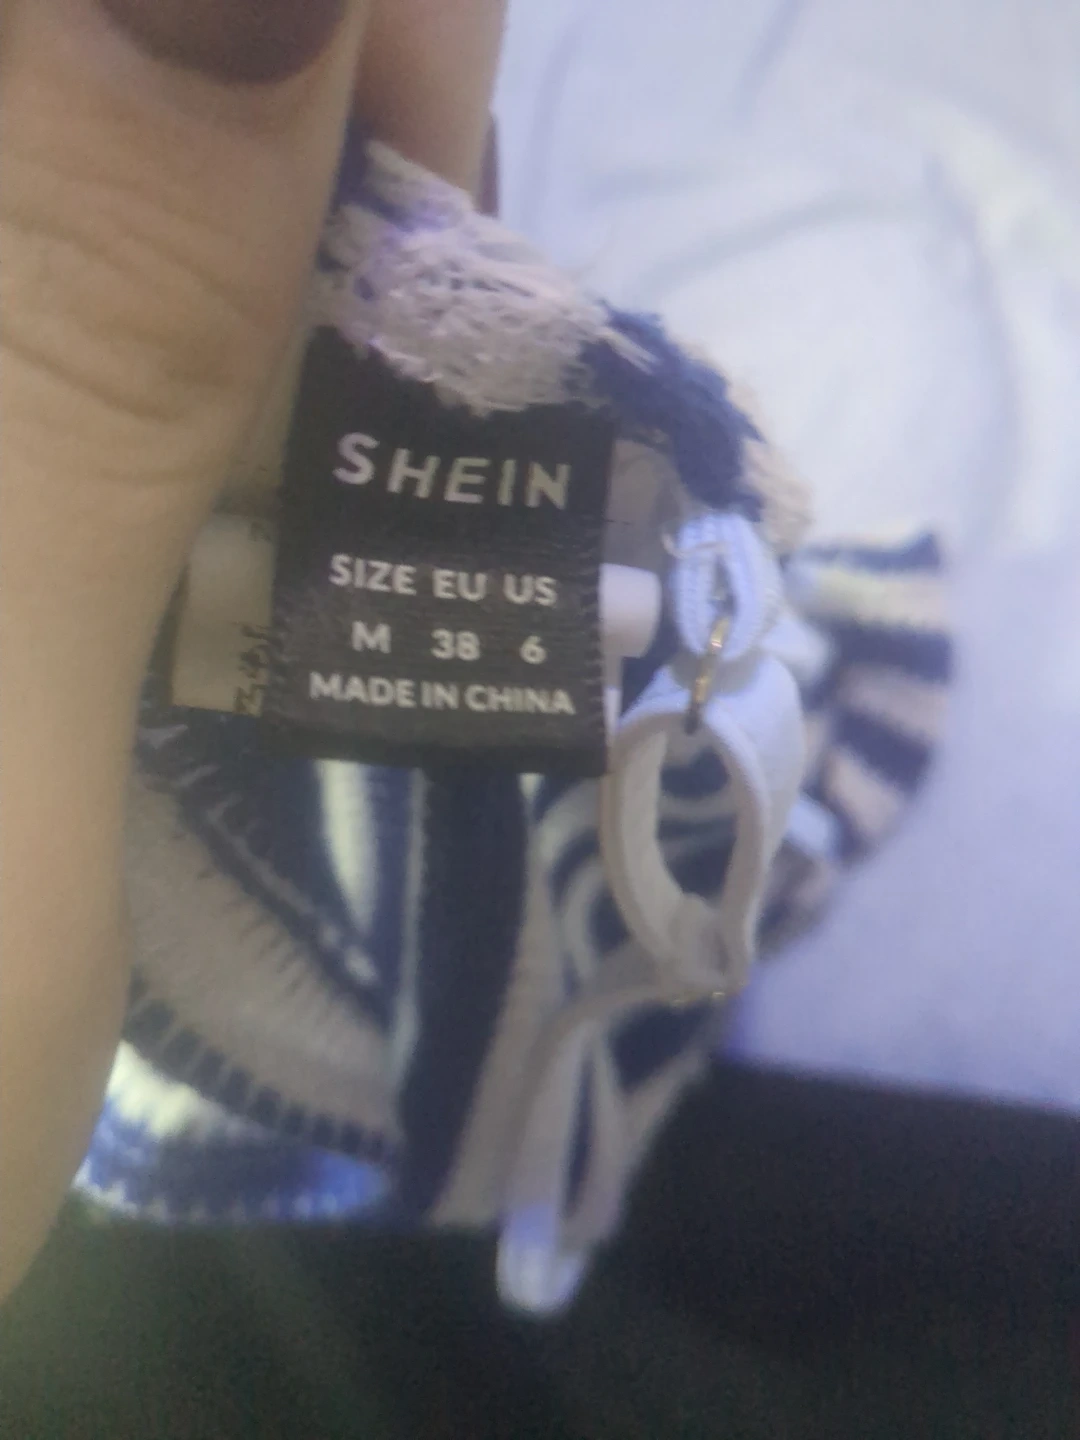 SHEIN
SIZE EU US
M 38 6
MADE IN CHINA